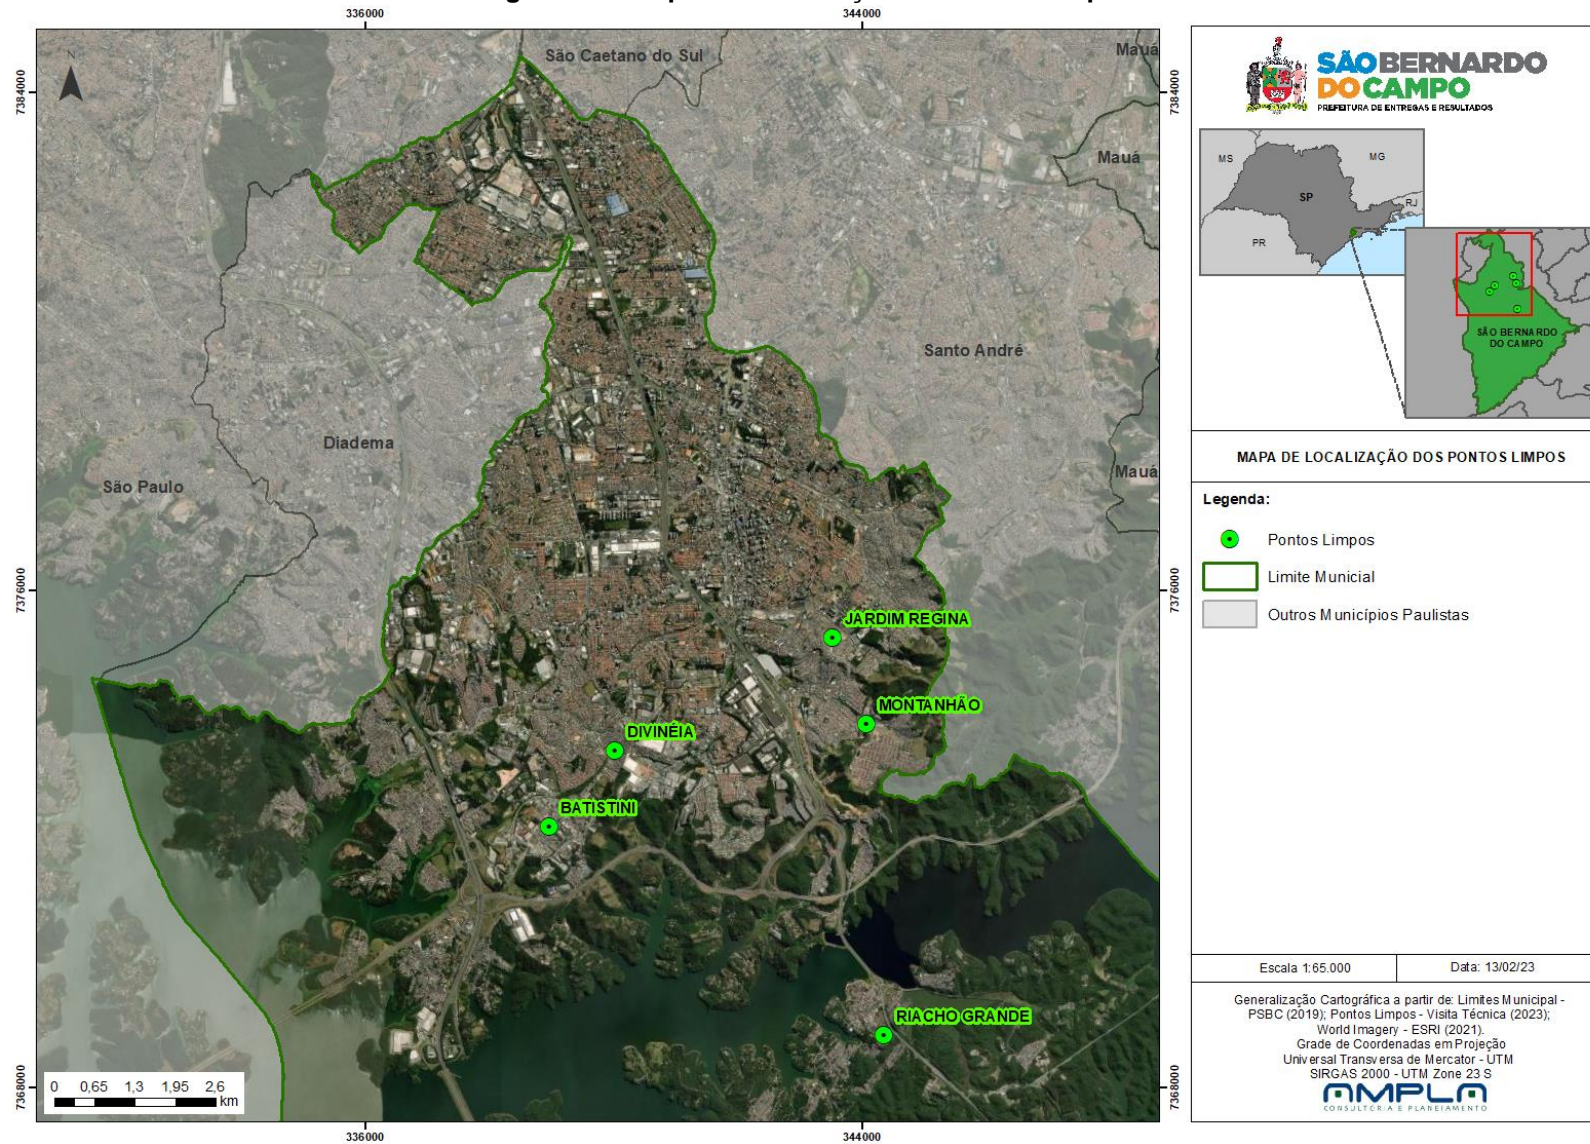 336000
344000
7384000
7384000
N
São Caetano do Sul
Mauá
Mauá
Santo André
Diadema
São Paulo
Mauá
7376000
7376000
JARDIM REGINA
MONTANHÃO
DIVINÉIA
BATISTINI
RIACHO GRANDE
7368000
7368000
0 0,65 1,3 1,95 2,6
km
336000
344000
SÃO BERNARDO
DO CAMPO
PREFEITURA DE ENTREGAS E RESULTADOS
MS
MG
SP
RJ
PR
SÃO BERNARDO
DO CAMPO
MAPA DE LOCALIZAÇÃO DOS PONTOS LIMPOS
Legenda:
Pontos Limpos
Limite Municial
Outros Municípios Paulistas
Escala 1:65.000
Data: 13/02/23
Generalização Cartográfica a partir de: Limites Municipal -
PSBC (2019); Pontos Limpos - Visita Técnica (2023);
World Imagery - ESRI (2021).
Grade de Coordenadas em Projeção
Universal Transversa de Mercator - UTM
SIRGAS 2000 - UTM Zone 23 S
AMPLA
CONSULTORIA E PLANEJAMENTO